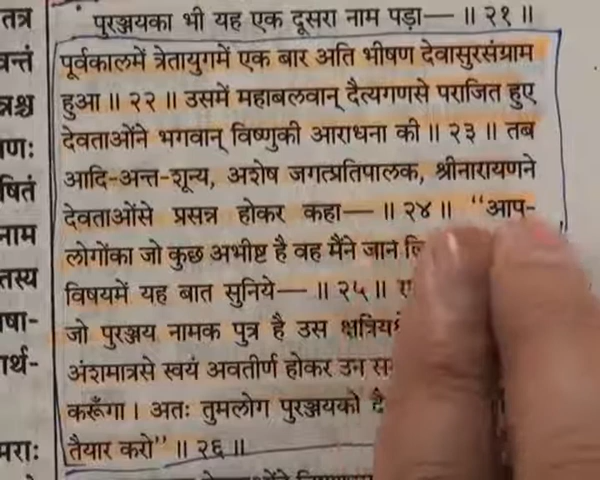 तत्र
वन्तं
त्रश्च
णः
षितं
नाम
तस्य
षा-
ार्थ-
मराः
पुरञ्जयका भी यह एक दूसरा नाम पड़ा— ॥ २१ ॥
पूर्वकालमें त्रेतायुगमें एक बार अति भीषण देवासुरसंग्राम
हुआ ॥ २२ ॥ उसमें महाबलवान् दैत्यगणसे पराजित हुए
देवताओंने भगवान् विष्णुकी आराधना की ॥ २३ ॥ तब
आदि-अन्त-शून्य, अशेष जगत्प्रतिपालक, श्रीनारायणने
देवताओंसे प्रसन्न होकर कहा— ॥ २४ ॥ “आप-
लोगोंका जो कुछ अभीष्ट है वह मैंने जान
विषयमें यह बात सुनिये— ॥ २५ ॥
जो पुरञ्जय नामक पुत्र है उस
अंशमात्रसे स्वयं अवतीर्ण होकर उन
करूँगा । अतः तुमलोग पुरञ्जयको
तैयार करो” ॥ २६ ॥